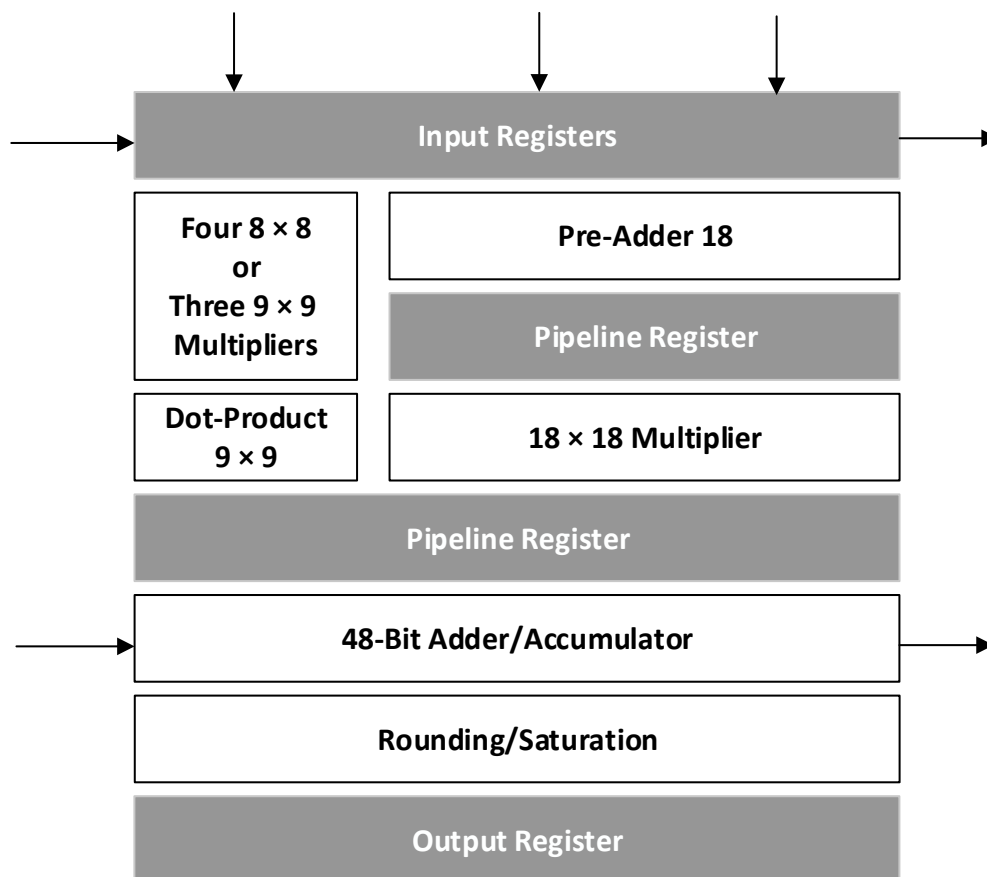 Input Registers
Four 8 × 8
or
Three 9 × 9
Multipliers
Pre-Adder 18
Pipeline Register
Dot-Product
9 × 9
18 × 18 Multiplier
Pipeline Register
48-Bit Adder/Accumulator
Rounding/Saturation
Output Register